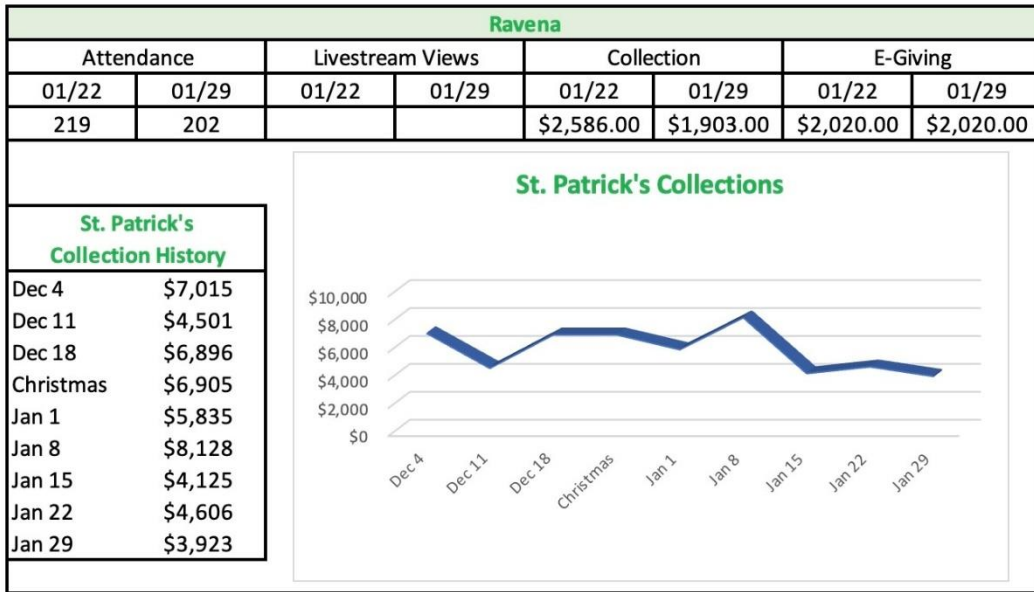 Ravena
Attendance Livestream Views Collection E-Giving
01/22 01/29 01/22 01/29 01/22 01/29 01/22 01/29
219 202 $2,586.00 $1,903.00 $2,020.00 $2,020.00
St. Patrick's
Collection History
Dec 4 $7,015
Dec 11 $4,501
Dec 18 $6,896
Christmas $6,905
Jan 1 $5,835
Jan 8 $8,128
Jan 15 $4,125
Jan 22 $4,606
Jan 29 $3,923
St. Patrick's Collections
$10,000
$8,000
$6,000
$4,000
$2,000
$0
Dec 4 Dec 11 Dec 18 Christmas Jan 1 Jan 8 Jan 15 Jan 22 Jan 29